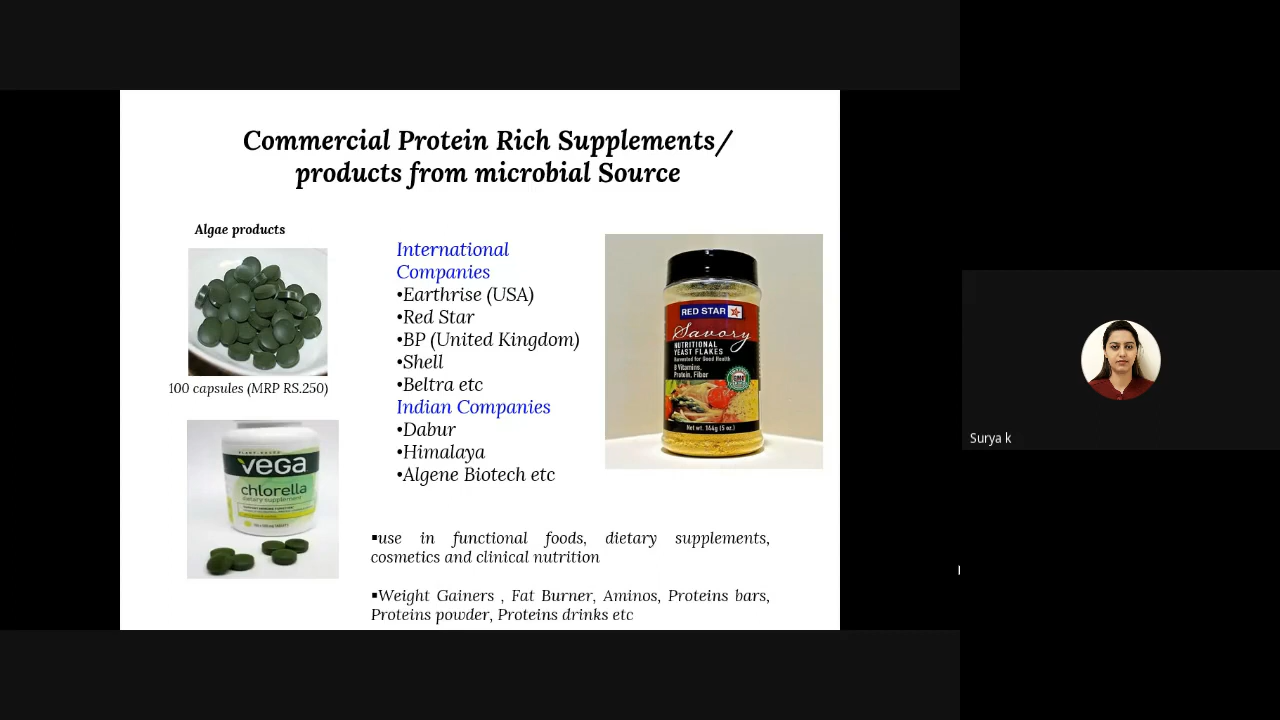 Commercial Protein Rich Supplements/
products from microbial Source
Algae products
100 capsules (MRP RS.250)
vega
chlorella
dietary supplement
International
Companies
•Earthrise (USA)
•Red Star
•BP (United Kingdom)
•Shell
•Beltra etc
Indian Companies
•Dabur
•Himalaya
•Algene Biotech etc
RED STAR
Savory
NUTRITIONAL
YEAST FLAKES
Harvested for Good Health
B Vitamins,
Protein, Fiber
Net wt. 144g (5 oz.)
▪use in functional foods, dietary supplements,
cosmetics and clinical nutrition
▪Weight Gainers , Fat Burner, Aminos, Proteins bars,
Proteins powder, Proteins drinks etc
Surya k